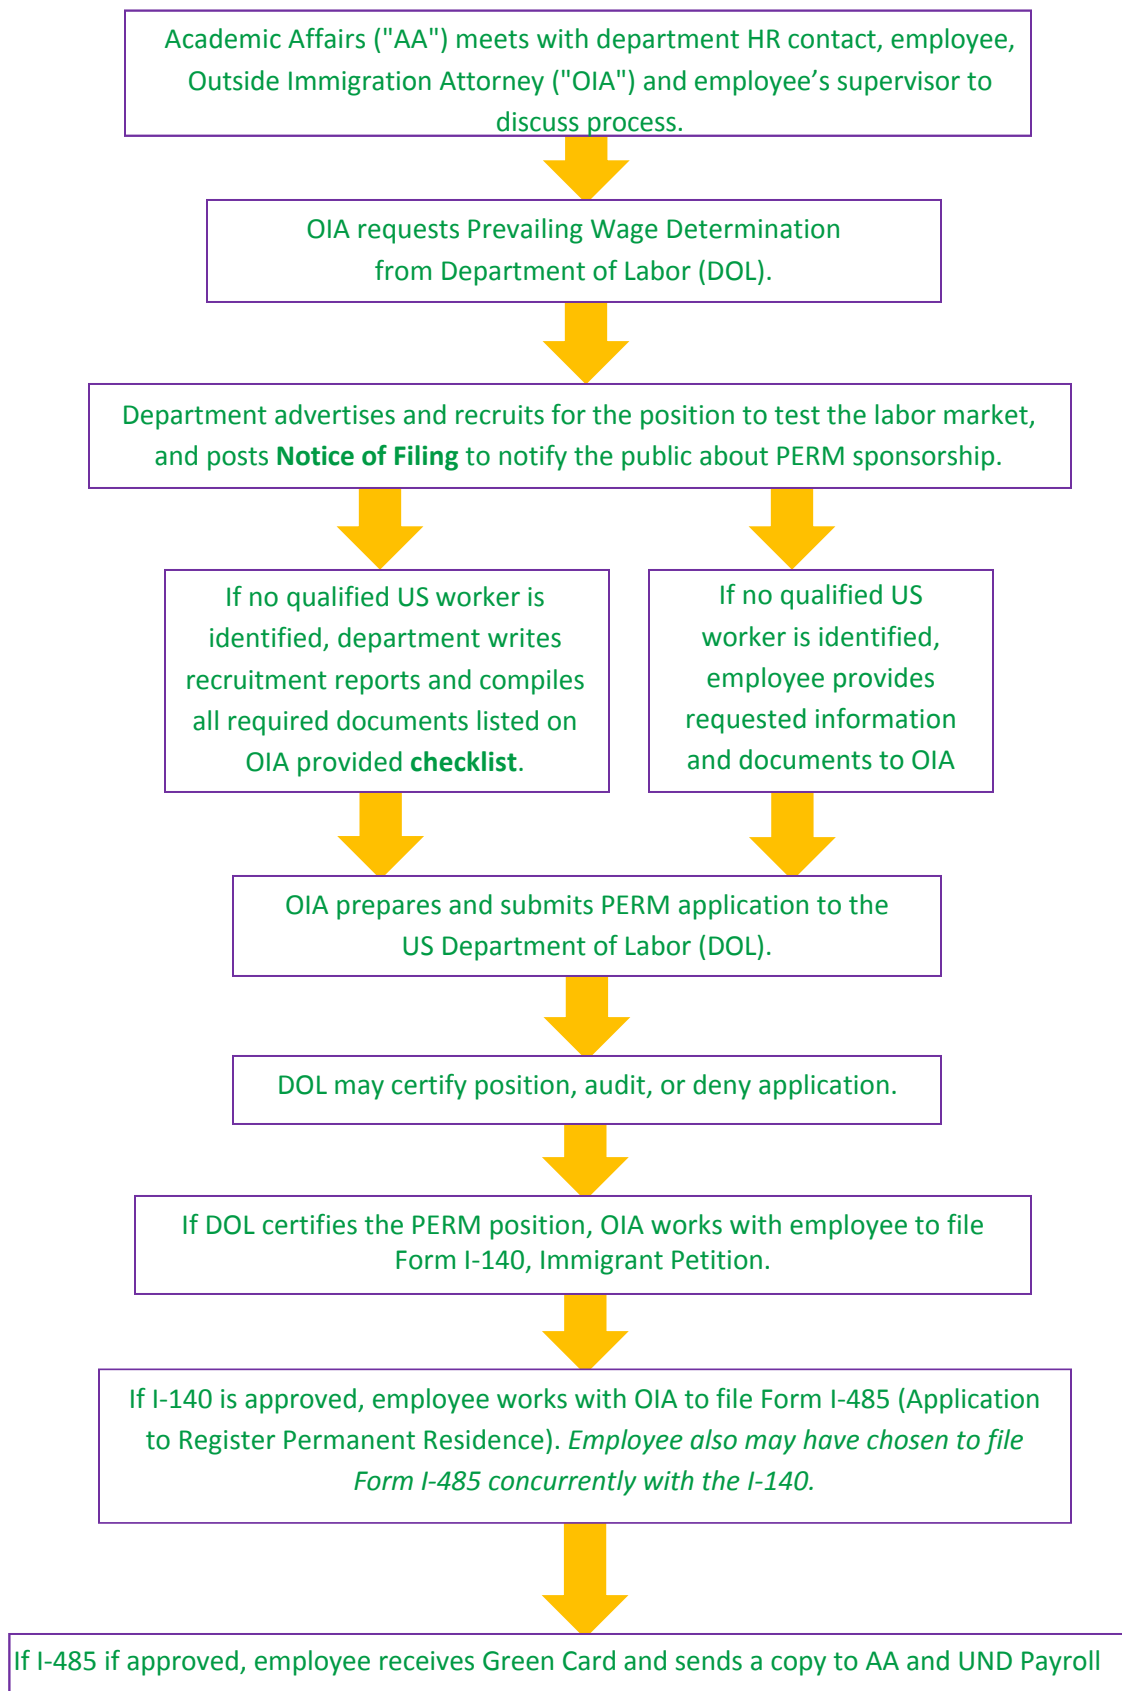 Academic Affairs ("AA") meets with department HR contact, employee,
Outside Immigration Attorney ("OIA") and employee’s supervisor to
discuss process.
OIA requests Prevailing Wage Determination
from Department of Labor (DOL).
Department advertises and recruits for the position to test the labor market,
and posts Notice of Filing to notify the public about PERM sponsorship.
If no qualified US worker is
identified, department writes
recruitment reports and compiles
all required documents listed on
OIA provided checklist.
If no qualified US
worker is identified,
employee provides
requested information
and documents to OIA
OIA prepares and submits PERM application to the
US Department of Labor (DOL).
DOL may certify position, audit, or deny application.
If DOL certifies the PERM position, OIA works with employee to file
Form I-140, Immigrant Petition.
If I-140 is approved, employee works with OIA to file Form I-485 (Application
to Register Permanent Residence). Employee also may have chosen to file
Form I-485 concurrently with the I-140.
If I-485 if approved, employee receives Green Card and sends a copy to AA and UND Payroll